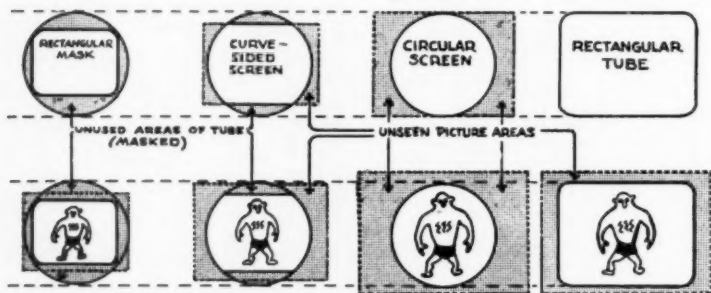 RECTANGULAR
MASK
CURVE-
SIDED
SCREEN
CIRCULAR
SCREEN
RECTANGULAR
TUBE
UNUSED AREAS OF TUBE
(MASKED)
UNSEEN PICTURE AREAS